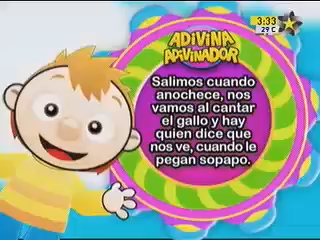 3:33
29 C
ADIVINA
ADIVINADOR
Salimos cuando
anochece, nos
vamos al cantar
el gallo y hay
quien dice que
nos ve, cuando le
pegan sopapo.